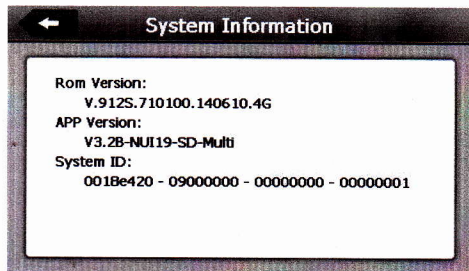 System Information
Rom Version:
V.912S.710100.140610.4G
APP Version:
V3.2B-NUI19-SD-Multi
System ID:
001Be420 - 09000000 - 00000000 - 00000001